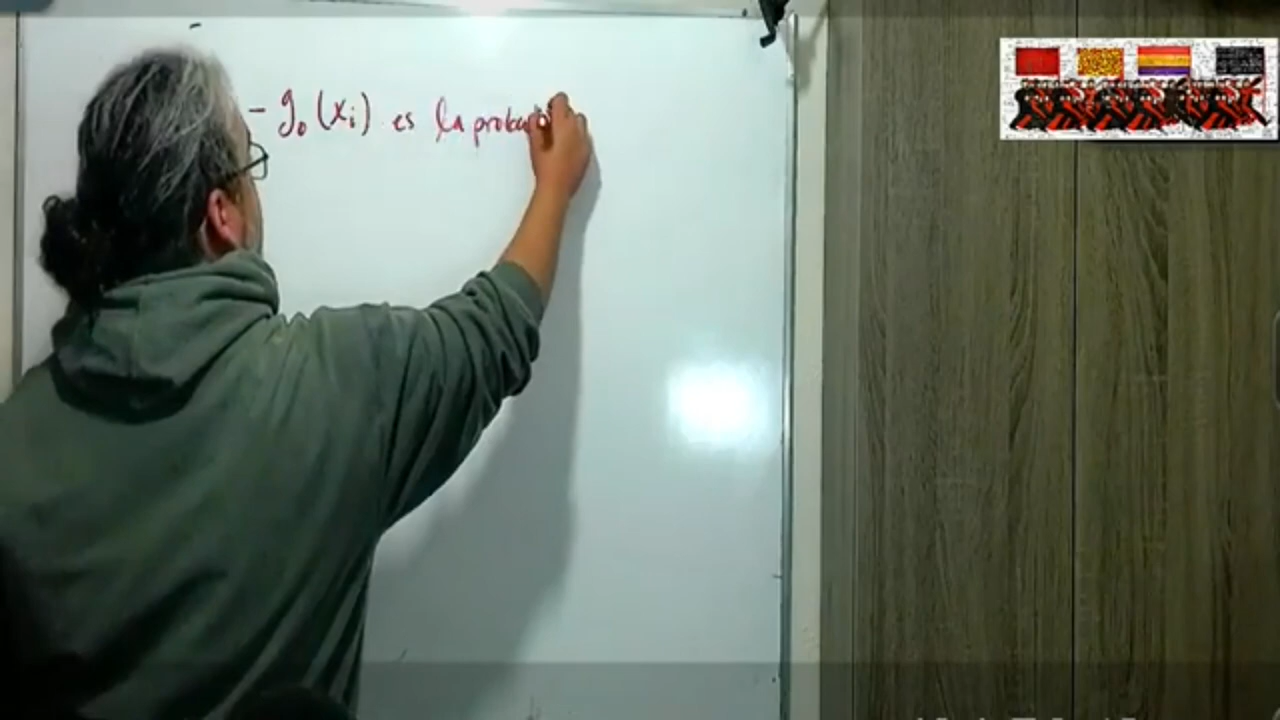 - g₀(xᵢ) es la probab